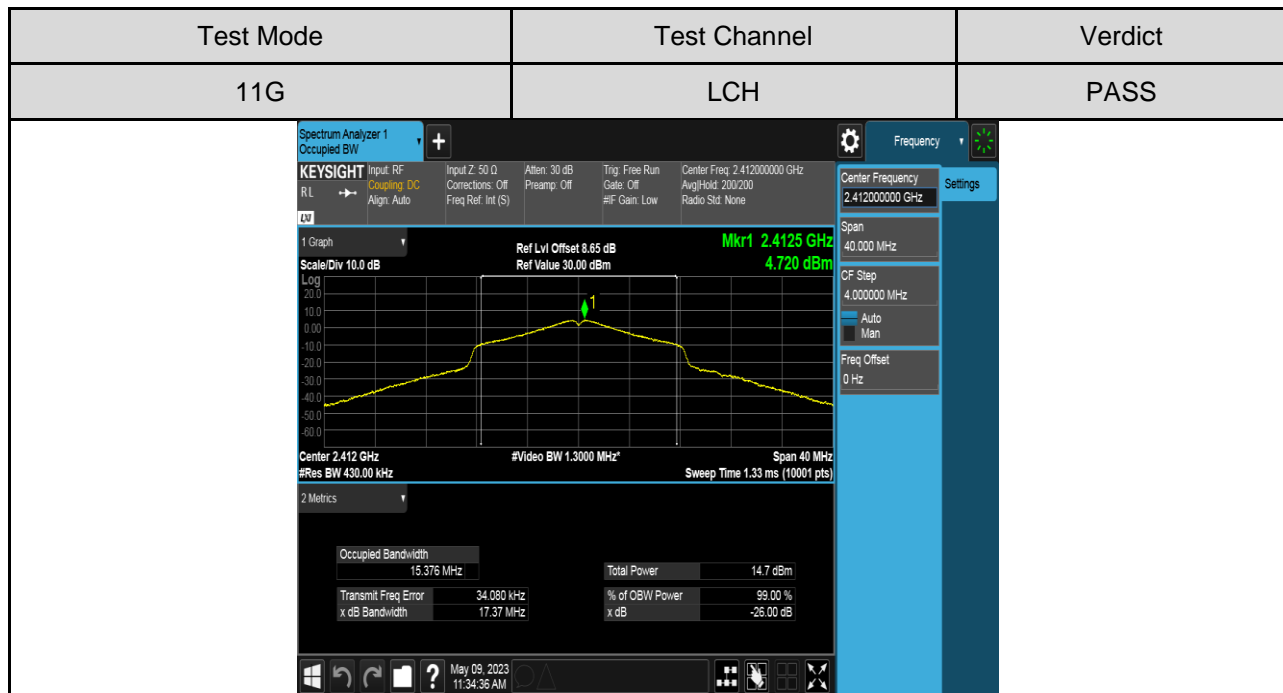 Test Mode Test Channel Verdict
11G LCH PASS
Spectrum Analyzer 1
Occupied BW
+
Frequency
KEYSIGHT Input: RF Input Z: 50 Ω Atten: 30 dB Trig: Free Run Center Freq: 2.412000000 GHz
RL Coupling: DC Corrections: Off Preamp: Off Gate: Off Avg|Hold: 200/200
Align: Auto Freq Ref: Int (S) #IF Gain: Low Radio Std: None
LXI
Center Frequency
2.412000000 GHz
Settings
Span
40.000 MHz
CF Step
4.000000 MHz
Auto
Man
Freq Offset
0 Hz
1 Graph Ref Lvl Offset 8.65 dB Mkr1 2.4125 GHz
Scale/Div 10.0 dB Ref Value 30.00 dBm 4.720 dBm
Log
20.0
10.0
1
0.00
-10.0
-20.0
-30.0
-40.0
-50.0
-60.0
Center 2.412 GHz #Video BW 1.3000 MHz* Span 40 MHz
#Res BW 430.00 kHz Sweep Time 1.33 ms (10001 pts)
2 Metrics
Occupied Bandwidth
15.376 MHz Total Power 14.7 dBm
Transmit Freq Error 34.080 kHz % of OBW Power 99.00 %
x dB Bandwidth 17.37 MHz x dB -26.00 dB
? May 09, 2023
11:34:36 AM